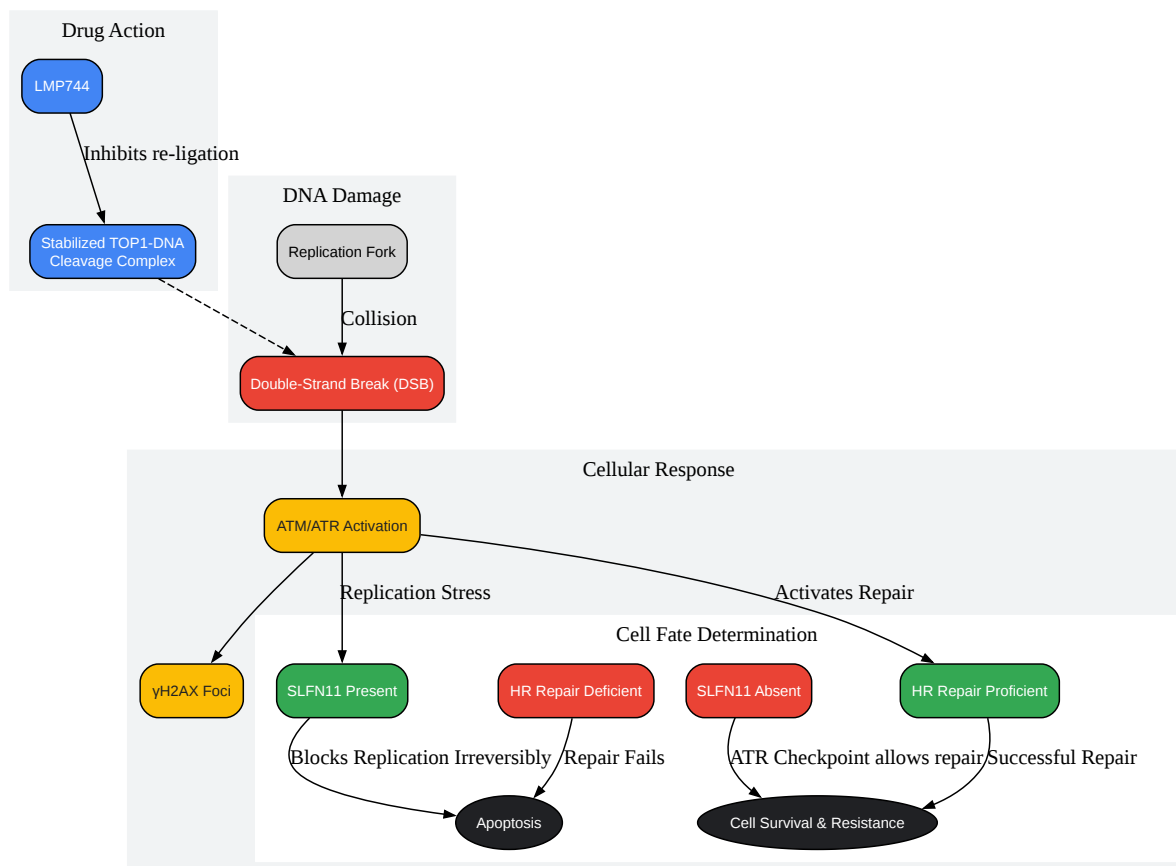 Drug Action
LMP744
Inhibits re-ligation
DNA Damage
Stabilized TOP1-DNA
Cleavage Complex
Replication Fork
Collision
Double-Strand Break (DSB)
Cellular Response
ATM/ATR Activation
Replication Stress
Activates Repair
Cell Fate Determination
γH2AX Foci
SLFN11 Present
HR Repair Deficient
SLFN11 Absent
HR Repair Proficient
Blocks Replication Irreversibly
Repair Fails
ATR Checkpoint allows repair
Successful Repair
Apoptosis
Cell Survival & Resistance